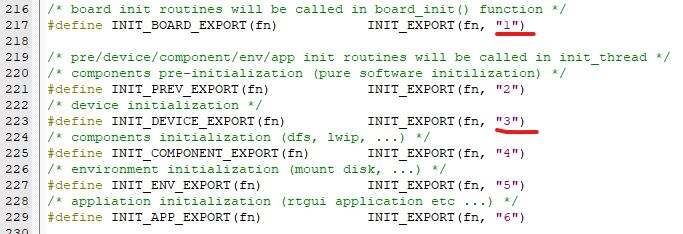 216 /* board init routines will be called in board_init() function */
217 #define INIT_BOARD_EXPORT(fn) INIT_EXPORT(fn, "1")
218
219 /* pre/device/component/env/app init routines will be called in init_thread */
220 /* components pre-initialization (pure software initilization) */
221 #define INIT_PREV_EXPORT(fn) INIT_EXPORT(fn, "2")
222 /* device initialization */
223 #define INIT_DEVICE_EXPORT(fn) INIT_EXPORT(fn, "3")
224 /* components initialization (dfs, lwip, ...) */
225 #define INIT_COMPONENT_EXPORT(fn) INIT_EXPORT(fn, "4")
226 /* environment initialization (mount disk, ...) */
227 #define INIT_ENV_EXPORT(fn) INIT_EXPORT(fn, "5")
228 /* appliation initialization (rtgui application etc ...) */
229 #define INIT_APP_EXPORT(fn) INIT_EXPORT(fn, "6")
230